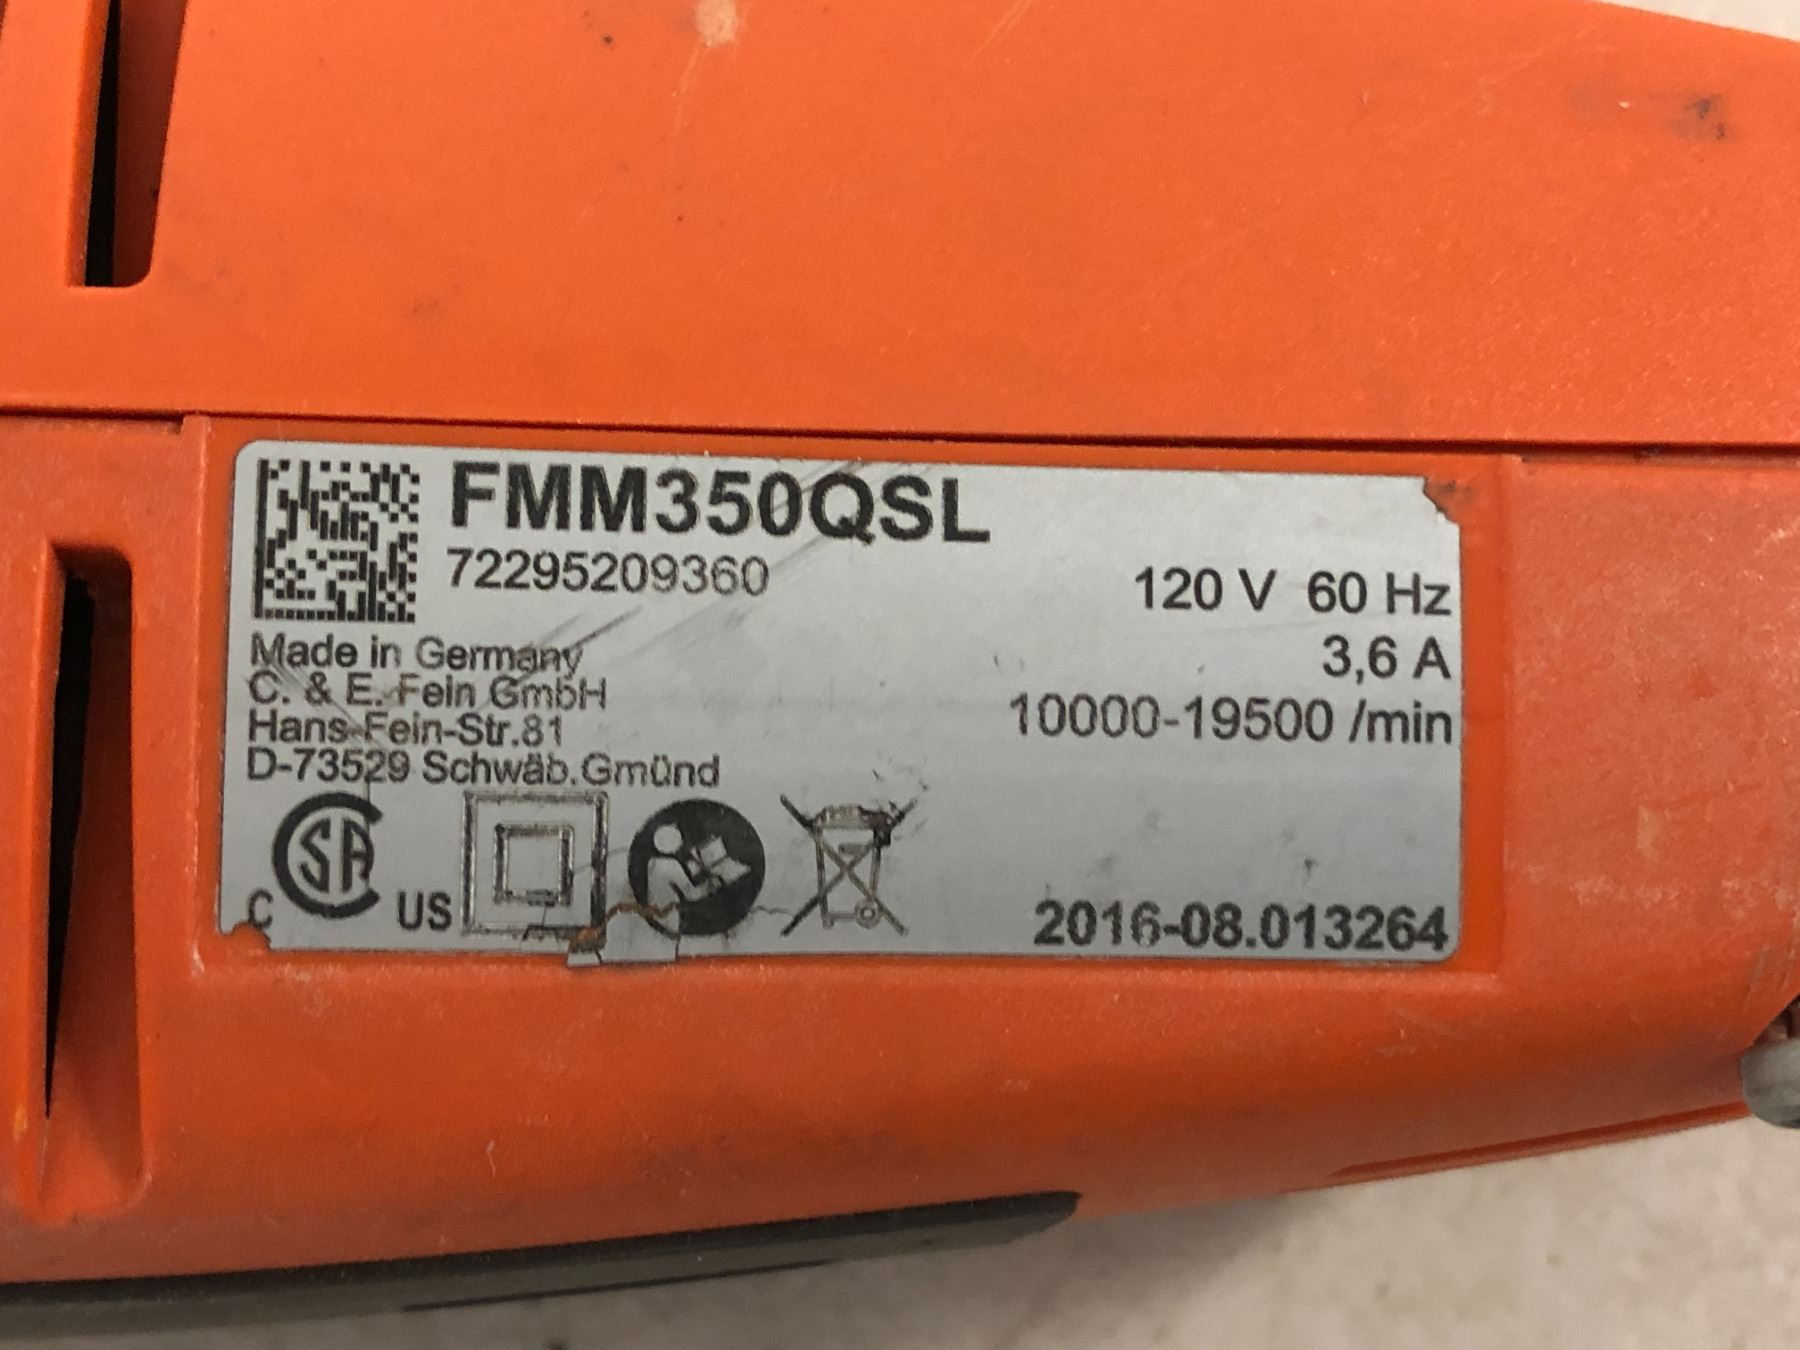 FMM350QSL
72295209360
120 V 60 Hz
3,6 A
10000-19500 /min
Made in Germany
C. & E. Fein GmbH
Hans-Fein-Str.81
D-73529 Schwäb.Gmünd
C SA US
2016-08.013264